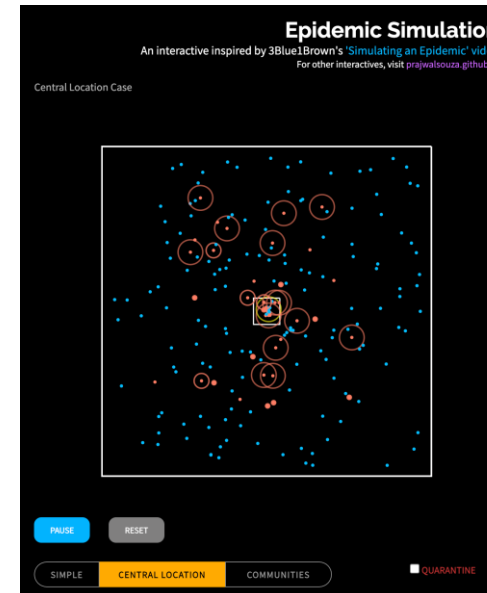 Epidemic Simulatio
An interactive inspired by 3Blue1Brown's 'Simulating an Epidemic' vid
For other interactives, visit prajwalsouza.github
Central Location Case
PAUSE
RESET
SIMPLE
CENTRAL LOCATION
COMMUNITIES
QUARANTINE